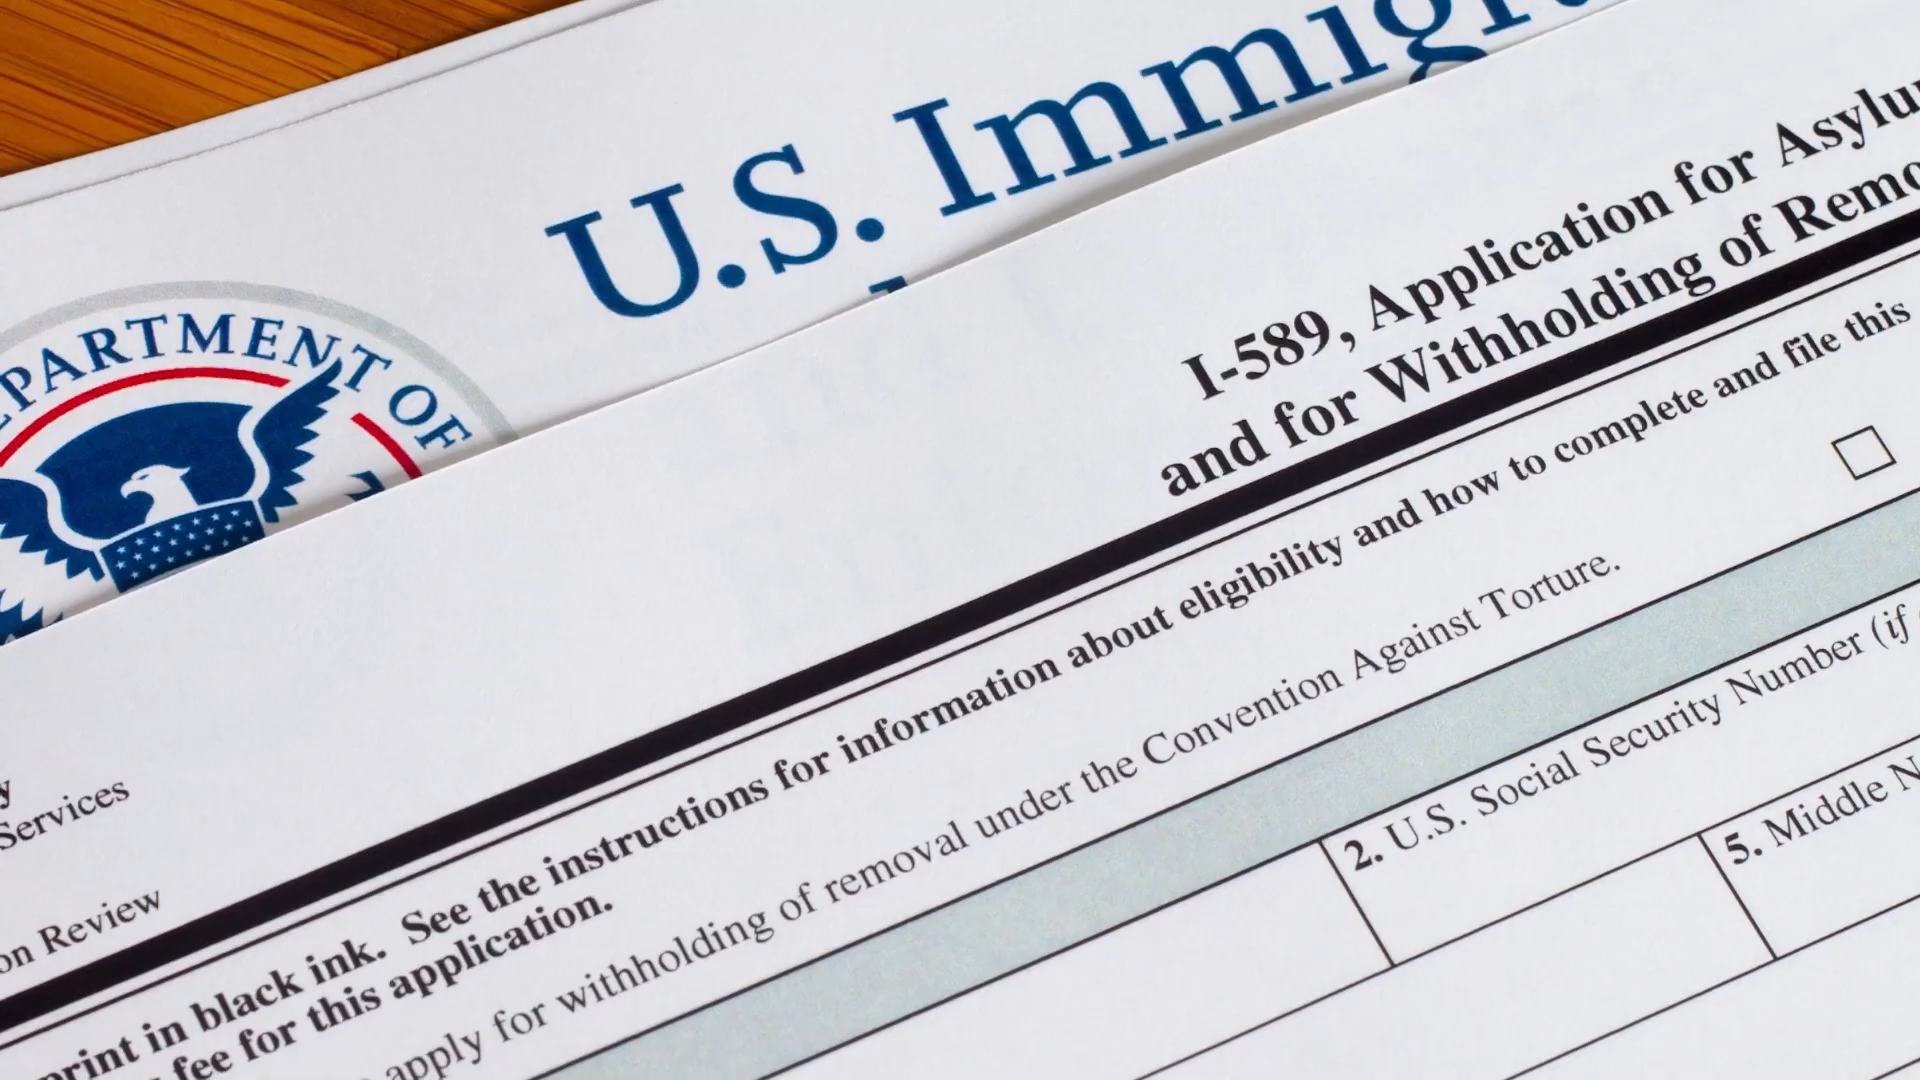 U.S. Immigr
DEPARTMENT OF
I-589, Application for Asylu
and for Withholding of Remo
y
Services
on Review
print in black ink. See the instructions for information about eligibility and how to complete and file this
fee for this application.
apply for withholding of removal under the Convention Against Torture.
2. U.S. Social Security Number (if
5. Middle N